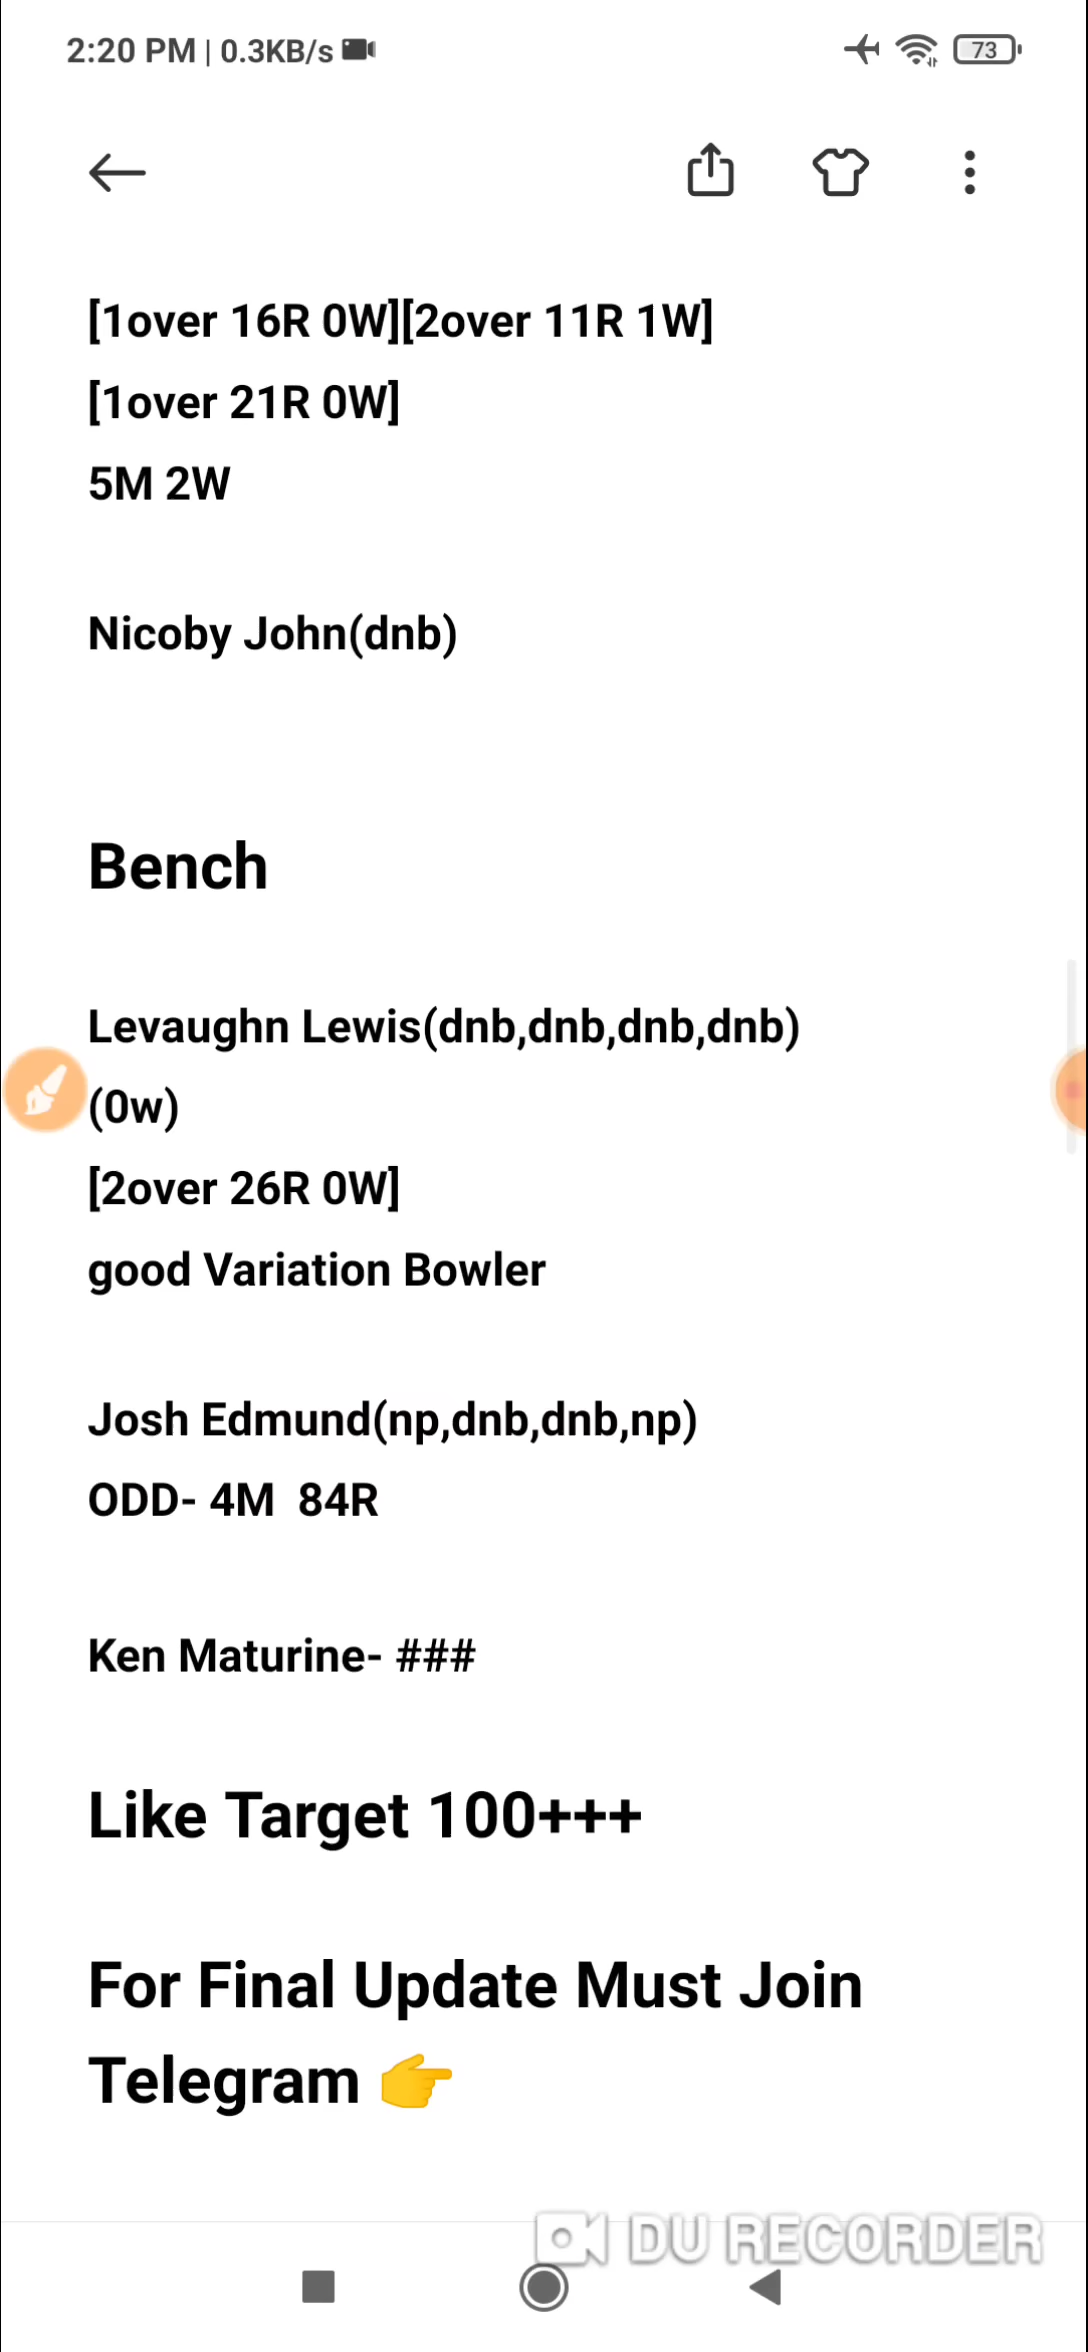 2:20 PM | 0.3KB/s
73
[1over 16R 0W][2over 11R 1W]
[1over 21R 0W]
5M 2W
Nicoby John(dnb)
Bench
Levaughn Lewis(dnb,dnb,dnb,dnb)
(0w)
[2over 26R 0W]
good Variation Bowler
Josh Edmund(np,dnb,dnb,np)
ODD- 4M  84R
Ken Maturine- ###
Like Target 100+++
For Final Update Must Join
Telegram 👉
DU RECORDER